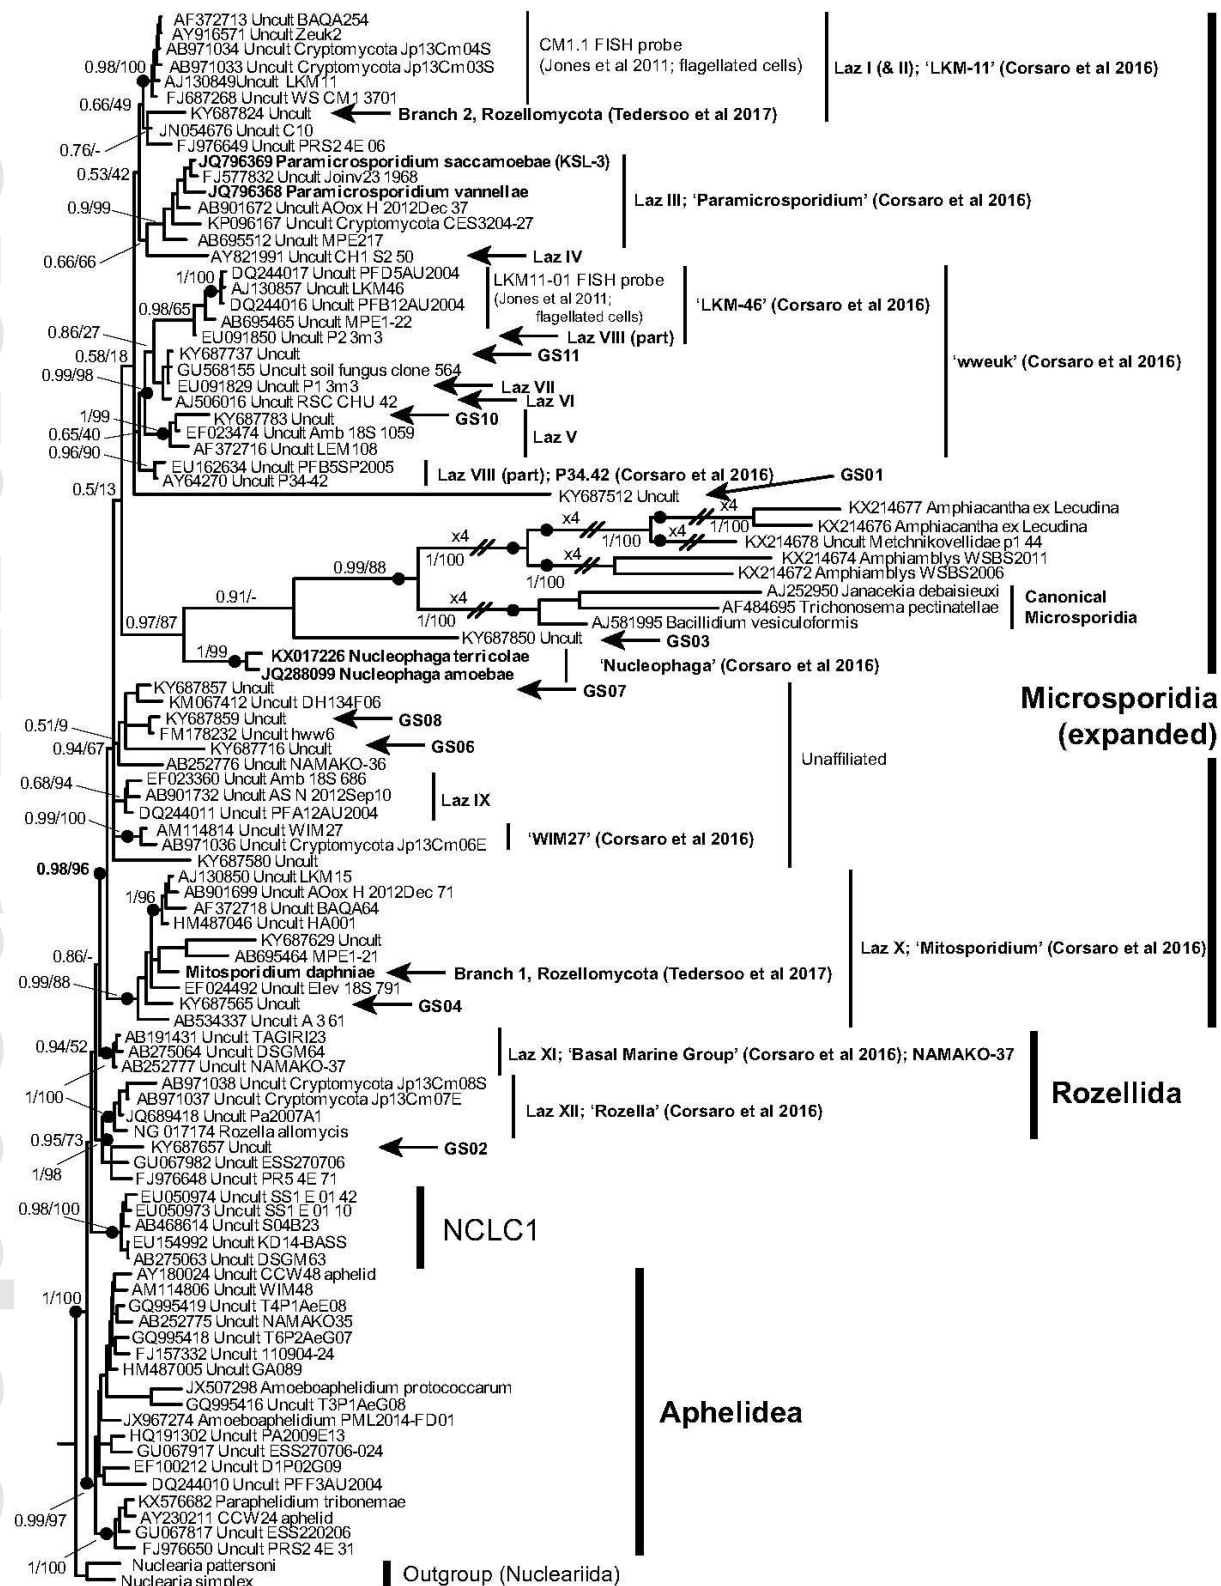 AF372713 Uncult BAQA254
AY916571 Uncult Zeuk2
AB971034 Uncult Cryptomycota Jp13Cm04S
CM1.1 FISH probe
0.98/100
AB971033 Uncult Cryptomycota Jp13Cm03S
(Jones et al 2011; flagellated cells)
Laz I (& II); 'LKM-11' (Corsaro et al 2016)
AJ130849 Uncult LKM11
FJ687268 Uncult WS CM1 3701
0.66/49
KY687824 Uncult
Branch 2, Rozellomycota (Tedersoo et al 2017)
JN054676 Uncult C10
0.76/-
FJ976649 Uncult PRS2 4E 06
JQ796369 Paramicrosporidium saccamoebae (KSL-3)
0.53/42
FJ577832 Uncult Joinv23 1968
JQ796368 Paramicrosporidium vannellae
0.9/99
AB901672 Uncult AOox H 2012Dec 37
Laz III; 'Paramicrosporidium' (Corsaro et al 2016)
KP096167 Uncult Cryptomycota CES3204-27
AB695512 Uncult MPE217
0.66/66
AY821991 Uncult CH1 S2 50
Laz IV
1/100
DQ244017 Uncult PFD5AU2004
LKM11-01 FISH probe
AJ130857 Uncult LKM46
(Jones et al 2011;
DQ244016 Uncult PFB12AU2004
flagellated cells)
'LKM-46' (Corsaro et al 2016)
0.98/65
AB695465 Uncult MPE1-22
0.86/27
EU091850 Uncult P2 3m3
Laz VIII (part)
0.58/18
KY687737 Uncult
GS11
'wweuk' (Corsaro et al 2016)
GU568155 Uncult soil fungus clone 564
0.99/98
EU091829 Uncult P1 3m3
Laz VII
AJ506016 Uncult RSC CHU 42
Laz VI
1/99
KY687783 Uncult
GS10
0.65/40
EF023474 Uncult Amb 18S 1059
Laz V
0.96/90
AF372716 Uncult LEM108
EU162634 Uncult PFB5SP2005
Laz VIII (part); P34.42 (Corsaro et al 2016)
AY64270 Uncult P34-42
GS01
0.5/13
KY687512 Uncult
x4
KX214677 Amphiacantha ex Lecudina
x4
1/100
KX214676 Amphiacantha ex Lecudina
1/100
x4
KX214678 Uncult Metchnikovellidae p1 44
x4
x4
KX214674 Amphiamblys WSBS2011
1/100
0.99/88
1/100
KX214672 Amphiamblys WSBS2006
0.91/-
x4
AJ252950 Janacekia debaisieuxi
Canonical
Microsporidia
AF484695 Trichonosema pectinatellae
0.97/87
1/100
AJ581995 Bacillidium vesiculoformis
KY687850 Uncult
GS03
1/99
KX017226 Nucleophaga terricolae
'Nucleophaga' (Corsaro et al 2016)
JQ288099 Nucleophaga amoebae
KY687857 Uncult
GS07
KM067412 Uncult DH134F06
Microsporidia
(expanded)
0.51/9
KY687859 Uncult
GS08
FM178232 Uncult hww6
0.94/67
KY687716 Uncult
GS06
Unaffiliated
AB252776 Uncult NAMAKO-36
0.68/94
EF023360 Uncult Amb 18S 686
AB901732 Uncult AS N 2012Sep10
Laz IX
DQ244011 Uncult PFA12AU2004
0.99/100
AM114814 Uncult WIM27
'WIM27' (Corsaro et al 2016)
AB971036 Uncult Cryptomycota Jp13Cm06E
KY687580 Uncult
0.98/96
AJ130850 Uncult LKM15
1/96
AB901699 Uncult AOox H 2012Dec 71
AF372718 Uncult BAQA64
HM487046 Uncult HA001
KY687629 Uncult
Laz X; 'Mitosporidium' (Corsaro et al 2016)
0.86/-
AB695464 MPE1-21
Mitosporidium daphniae
Branch 1, Rozellomycota (Tedersoo et al 2017)
0.99/88
EF024492 Uncult Elev 18S 791
KY687565 Uncult
GS04
AB534337 Uncult A 3 61
AB191431 Uncult TAGIRI23
0.94/52
AB275064 Uncult DSGM64
Laz XI; 'Basal Marine Group' (Corsaro et al 2016); NAMAKO-37
AB252777 Uncult NAMAKO-37
AB971038 Uncult Cryptomycota Jp13Cm08S
1/100
AB971037 Uncult Cryptomycota Jp13Cm07E
Rozellida
JQ689418 Uncult Pa2007A1
Laz XII; 'Rozella' (Corsaro et al 2016)
NG 017174 Rozella allomycis
0.95/73
KY687657 Uncult
GS02
GU067982 Uncult ESS270706
1/98
FJ976648 Uncult PR5 4E 71
EU050974 Uncult SS1 E 01 42
0.98/100
EU050973 Uncult SS1 E 01 10
AB468614 Uncult S04B23
NCLC1
EU154992 Uncult KD14-BASS
AB275063 Uncult DSGM63
AY180024 Uncult CCW48 aphelid
AM114806 Uncult WIM48
1/100
GQ995419 Uncult T4P1AeE08
AB252775 Uncult NAMAKO35
GQ995418 Uncult T6P2AeG07
FJ157332 Uncult 110904-24
HM487005 Uncult GA089
JX507298 Amoeboaphelidium protococcarum
GQ995416 Uncult T3P1AeG08
Aphelidea
JX967274 Amoeboaphelidium PML2014-FD01
HQ191302 Uncult PA2009E13
GU067917 Uncult ESS270706-024
EF100212 Uncult D1P02G09
DQ244010 Uncult PFF3AU2004
KX576682 Paraphelidium tribonemae
0.99/97
AY230211 CCW24 aphelid
GU067817 Uncult ESS220206
FJ976650 Uncult PRS2 4E 31
1/100
Nuclearia pattersoni
Outgroup (Nucleariida)
Nuclearia simplex